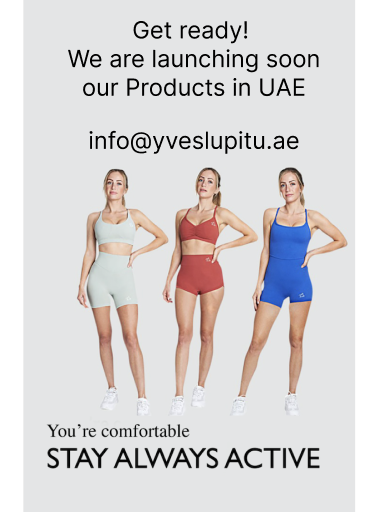 Get ready!
We are launching soon
our Products in UAE
info@yveslupitu.ae
You're comfortable
STAY ALWAYS ACTIVE